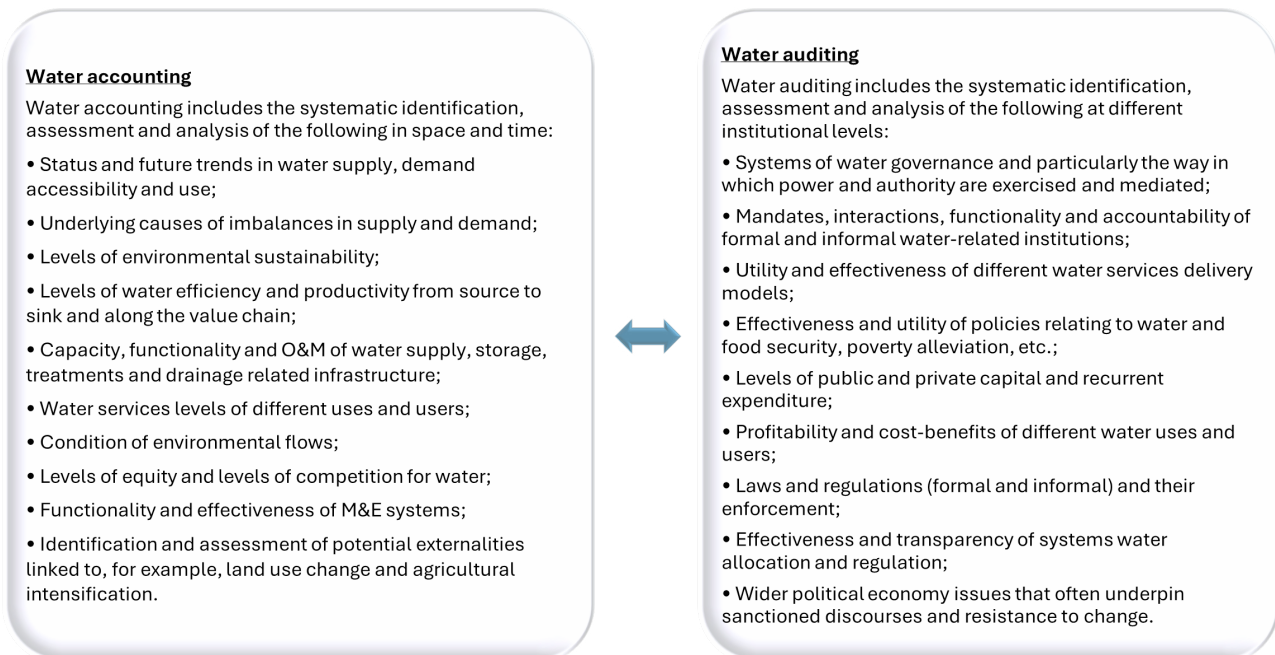 Water accounting
Water accounting includes the systematic identification,
assessment and analysis of the following in space and time:
• Status and future trends in water supply, demand
accessibility and use;
• Underlying causes of imbalances in supply and demand;
• Levels of environmental sustainability;
• Levels of water efficiency and productivity from source to
sink and along the value chain;
• Capacity, functionality and O&M of water supply, storage,
treatments and drainage related infrastructure;
• Water services levels of different uses and users;
• Condition of environmental flows;
• Levels of equity and levels of competition for water;
• Functionality and effectiveness of M&E systems;
• Identification and assessment of potential externalities
linked to, for example, land use change and agricultural
intensification.
Water auditing
Water auditing includes the systematic identification,
assessment and analysis of the following at different
institutional levels:
• Systems of water governance and particularly the way in
which power and authority are exercised and mediated;
• Mandates, interactions, functionality and accountability of
formal and informal water-related institutions;
• Utility and effectiveness of different water services delivery
models;
• Effectiveness and utility of policies relating to water and
food security, poverty alleviation, etc.;
• Levels of public and private capital and recurrent
expenditure;
• Profitability and cost-benefits of different water uses and
users;
• Laws and regulations (formal and informal) and their
enforcement;
• Effectiveness and transparency of systems water
allocation and regulation;
• Wider political economy issues that often underpin
sanctioned discourses and resistance to change.